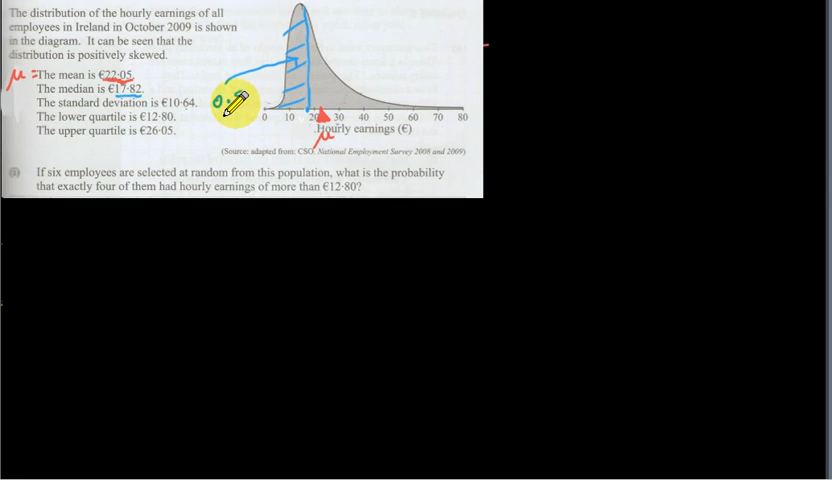 The distribution of the hourly earnings of all
employees in Ireland in October 2009 is shown
in the diagram. It can be seen that the
distribution is positively skewed.
μ = The mean is €22·05.
The median is €17·82.
The standard deviation is €10·64.
The lower quartile is €12·80.
The upper quartile is €26·05.
0.
0 10 20 30 40 50 60 70 80
Hourly earnings (€)
μ
(Source: adapted from: CSO. National Employment Survey 2008 and 2009)
(i) If six employees are selected at random from this population, what is the probability
that exactly four of them had hourly earnings of more than €12·80?